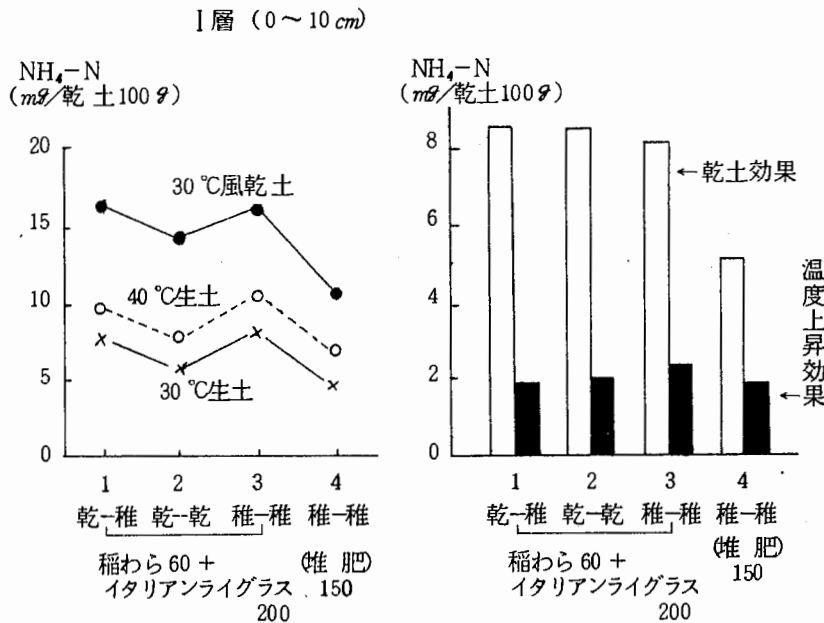 I層 (0～10cm)
NH₄-N
(mg/乾土100g)
20
15
10
5
0
30℃風乾土
40℃生土
30℃生土
1 2 3 4
乾--稚 乾--乾 稚--稚 稚--稚
稲わら60+
イタリアンライグラス
200
(堆肥)
150
NH₄-N
(mg/乾土100g)
8
6
4
2
0
←乾土効果
温度上昇効果
←
1 2 3 4
乾--稚 乾--乾 稚--稚 稚--稚
稲わら60+
イタリアンライグラス
200
(堆肥)
150